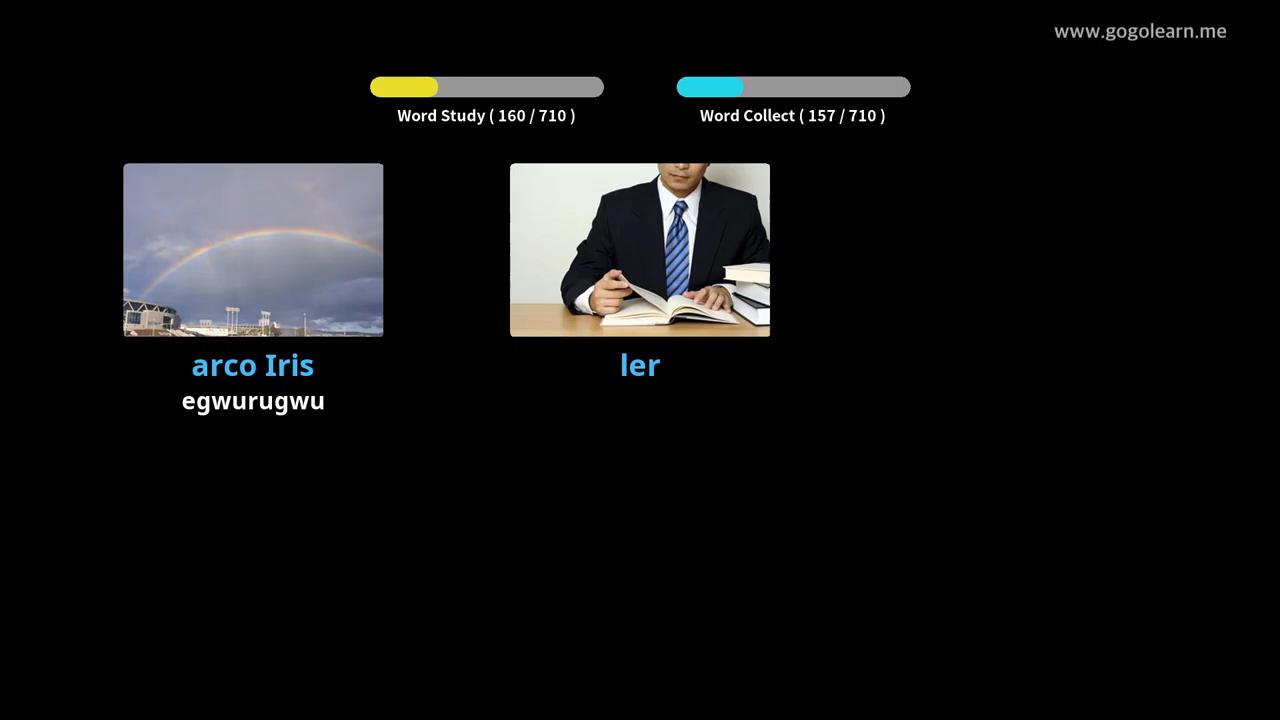 www.gogolearn.me
Word Study ( 160 / 710 )
Word Collect ( 157 / 710 )
arco Iris
egwurugwu
ler